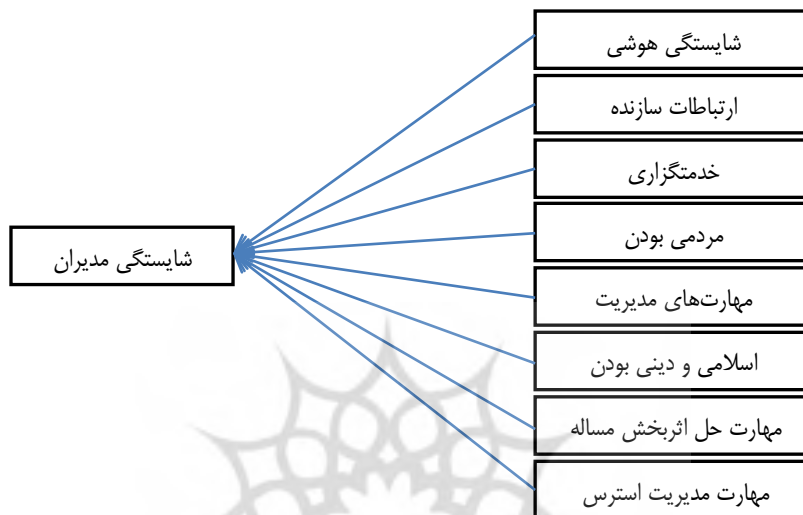 شایستگی هوشی
ارتباطات سازنده
خدمتگزاری
مردمی بودن
شایستگی مدیران
مهارت‌های مدیریت
اسلامی و دینی بودن
مهارت حل اثربخش مساله
مهارت مدیریت استرس